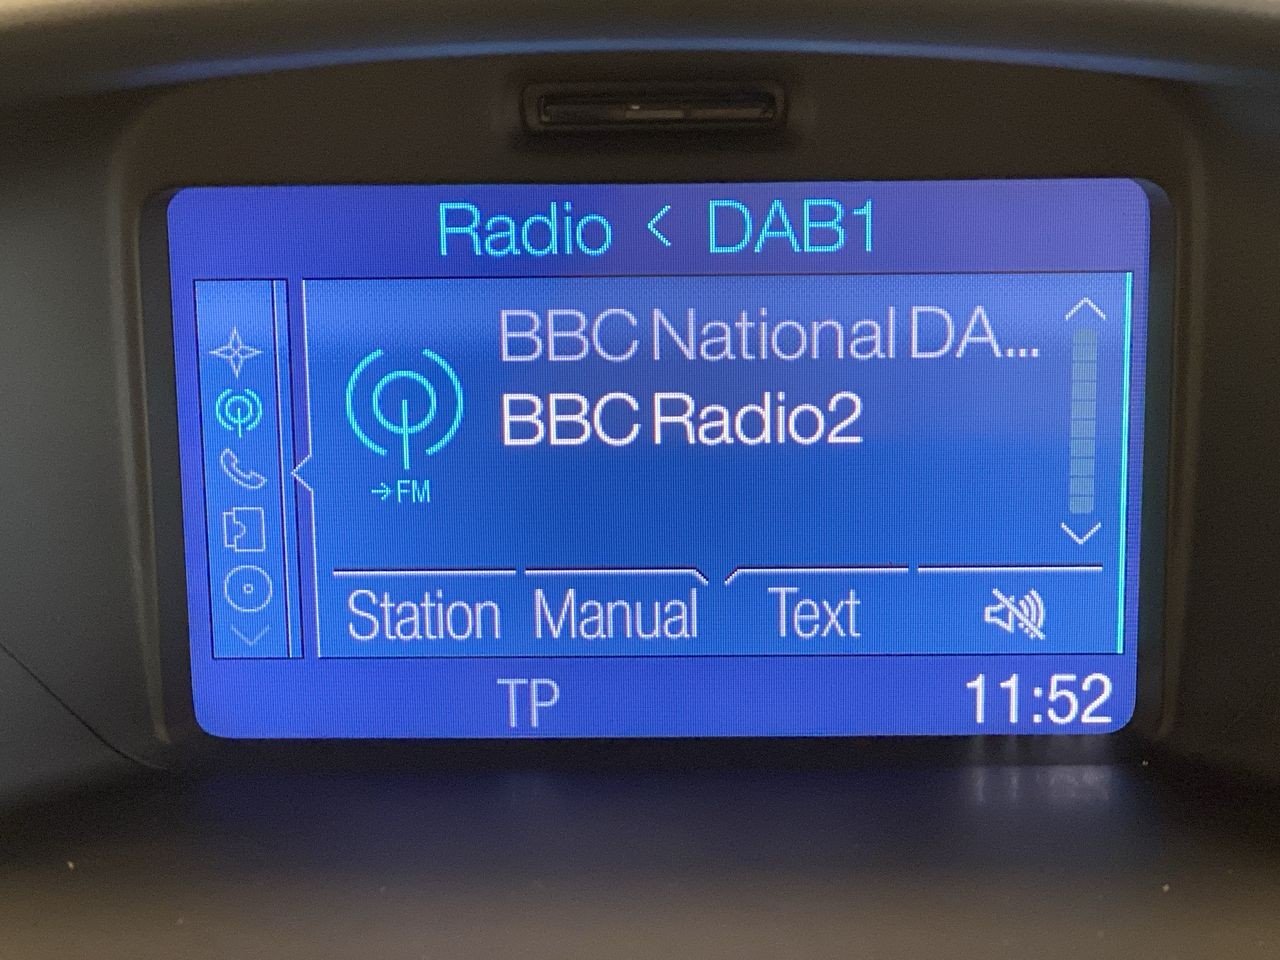 Radio < DAB1
BBC National DA...
BBC Radio2
→FM
Station Manual Text
TP 11:52